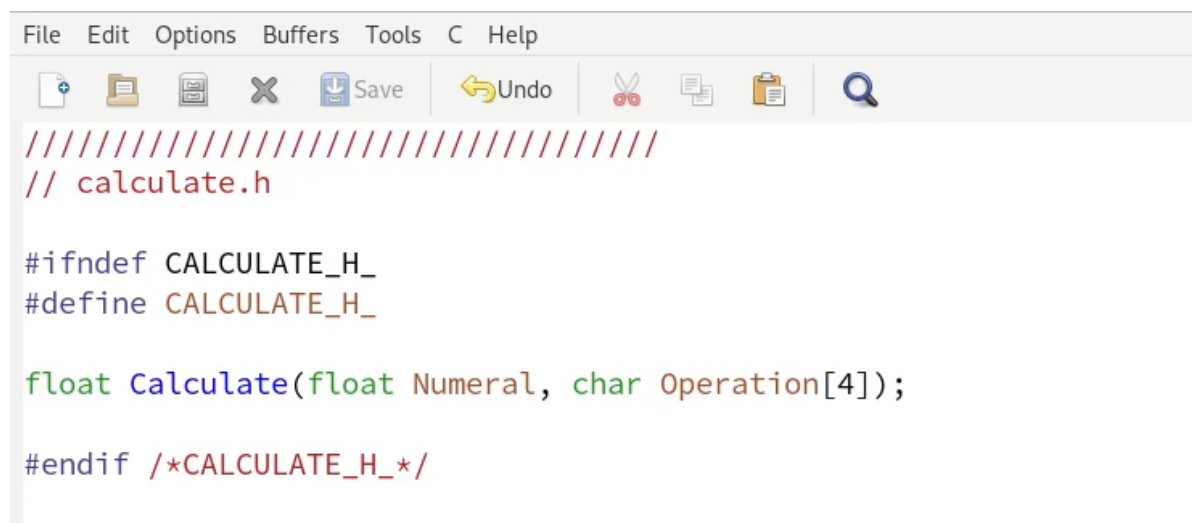 File Edit Options Buffers Tools C Help
Save Undo
////////////////////////////////////
// calculate.h
#ifndef CALCULATE_H_
#define CALCULATE_H_
float Calculate(float Numeral, char Operation[4]);
#endif /*CALCULATE_H_*/